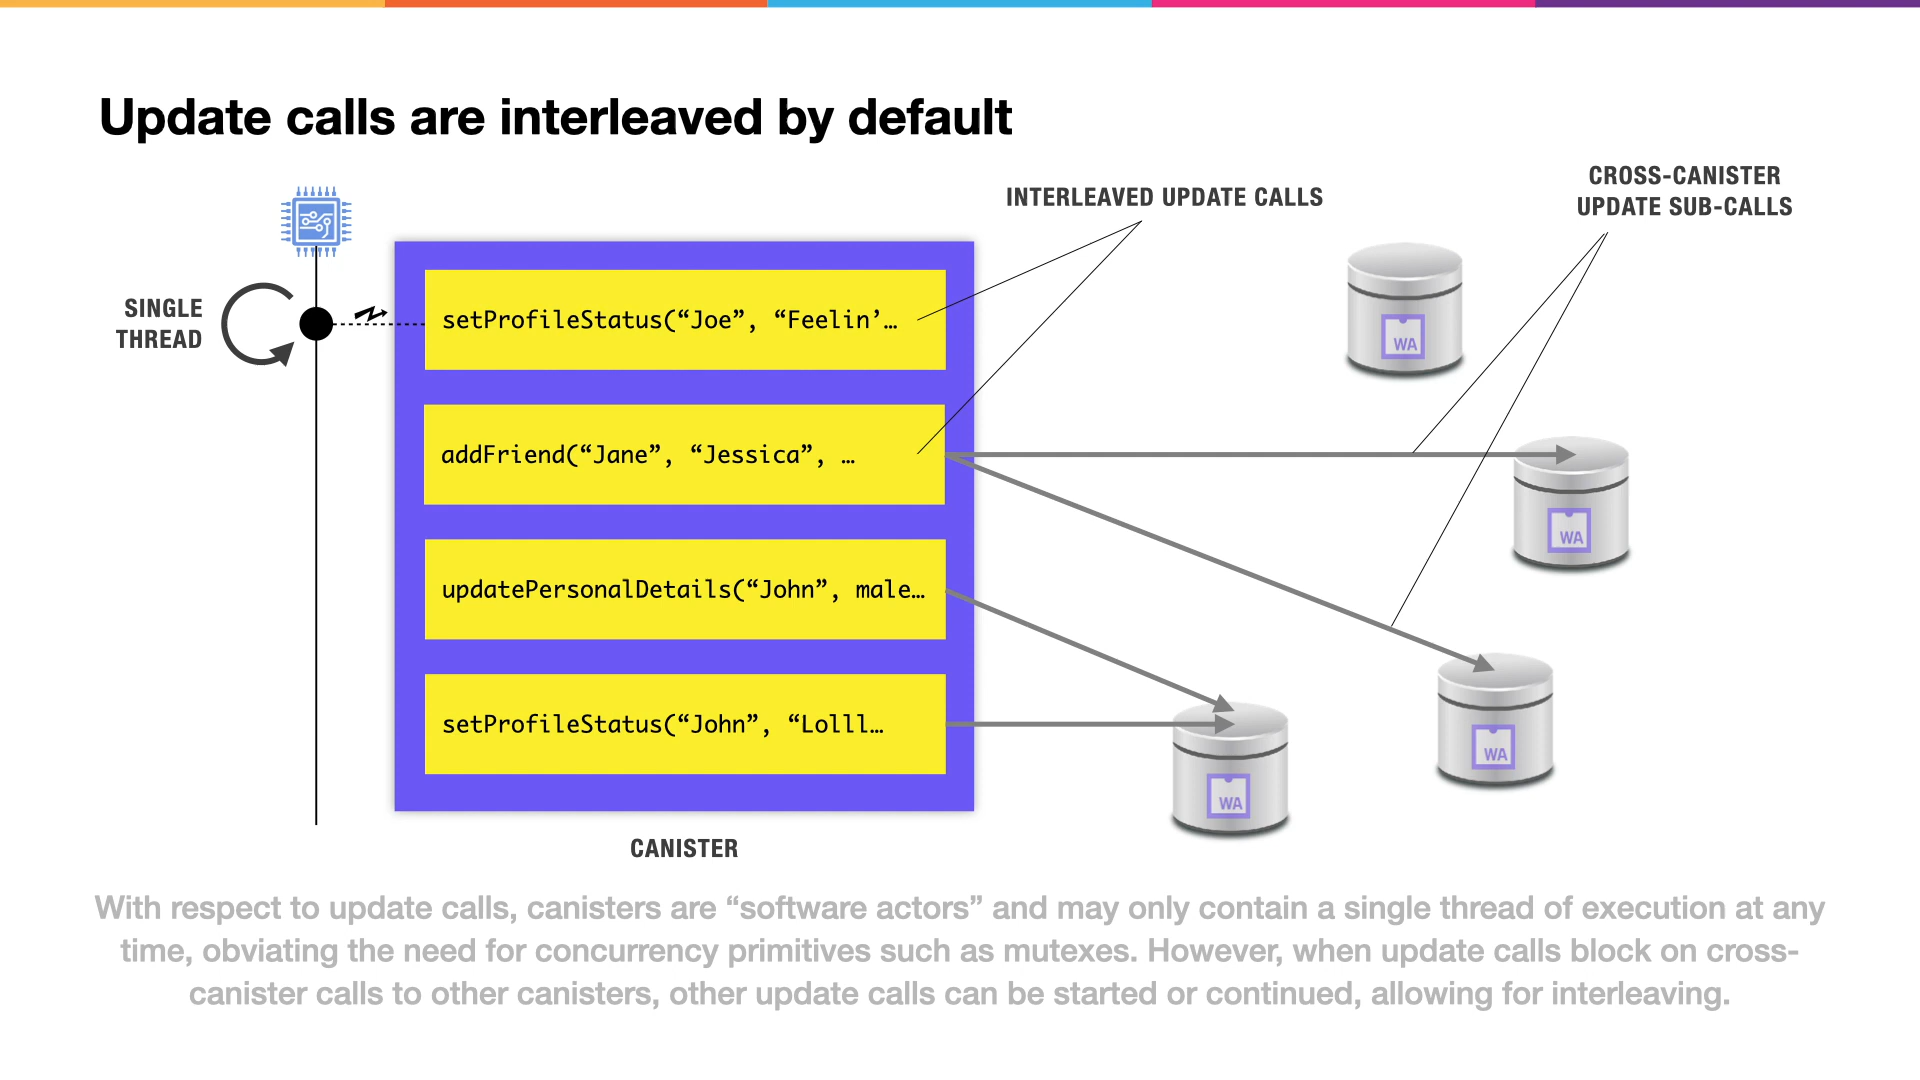 Update calls are interleaved by default
INTERLEAVED UPDATE CALLS
CROSS-CANISTER
UPDATE SUB-CALLS
SINGLE
THREAD
setProfileStatus(“Joe”, “Feelin’…
addFriend(“Jane”, “Jessica”, …
updatePersonalDetails(“John”, male…
setProfileStatus(“John”, “Lolll…
WA
WA
WA
WA
CANISTER
With respect to update calls, canisters are “software actors” and may only contain a single thread of execution at any
time, obviating the need for concurrency primitives such as mutexes. However, when update calls block on cross-
canister calls to other canisters, other update calls can be started or continued, allowing for interleaving.